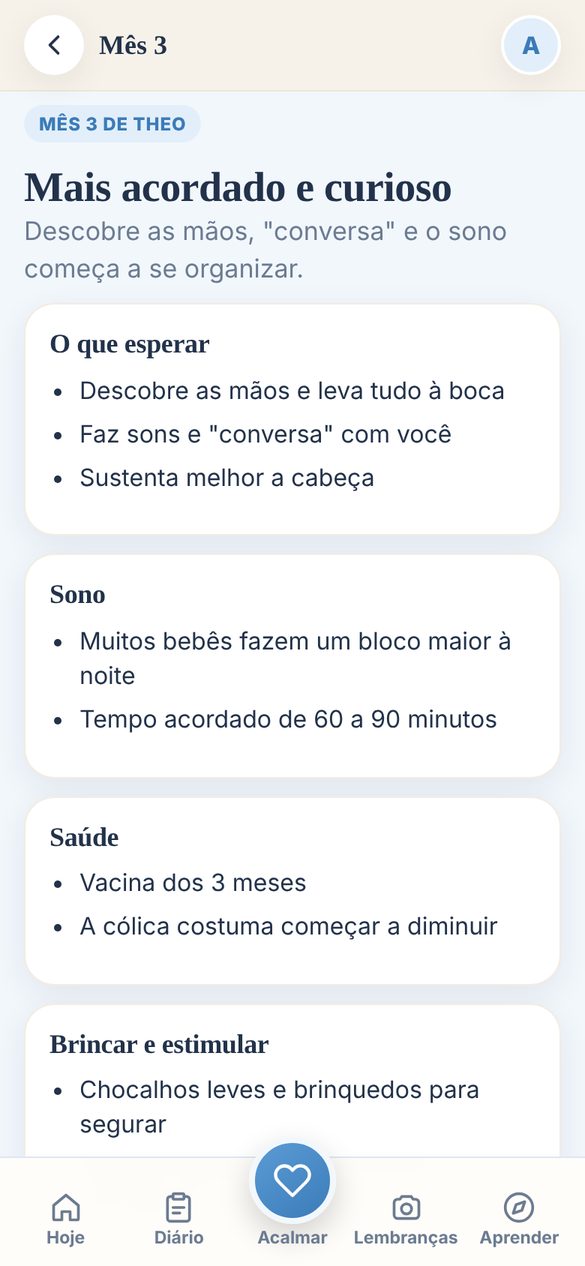 Mês 3
A
MÊS 3 DE THEO
Mais acordado e curioso
Descobre as mãos, "conversa" e o sono
começa a se organizar.
O que esperar
• Descobre as mãos e leva tudo à boca
• Faz sons e "conversa" com você
• Sustenta melhor a cabeça
Sono
• Muitos bebês fazem um bloco maior à
noite
• Tempo acordado de 60 a 90 minutos
Saúde
• Vacina dos 3 meses
• A cólica costuma começar a diminuir
Brincar e estimular
• Chocalhos leves e brinquedos para
segurar
Hoje
Diário
Acalmar
Lembranças
Aprender